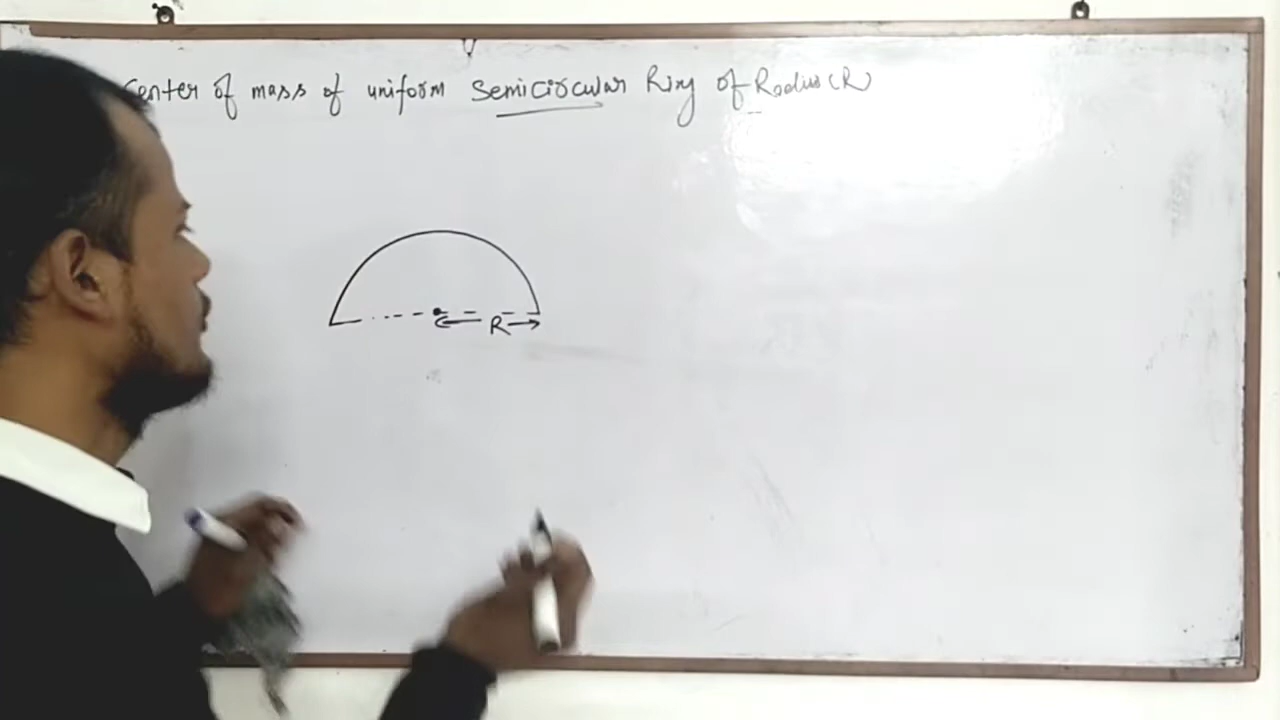 Center of mass of uniform Semicircular Ring of Radius (R)
R